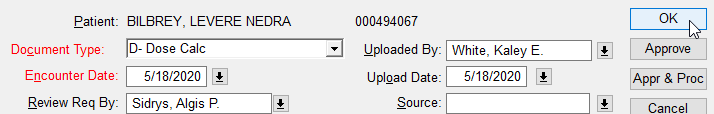 Patient: BILBREY, LEVERE NEDRA 000494067 OK
Document Type: D- Dose Calc Uploaded By: White, Kaley E. Approve
Encounter Date: 5/18/2020 Upload Date: 5/18/2020 Appr & Proc
Review Req By: Sidrys, Algis P. Source: Cancel